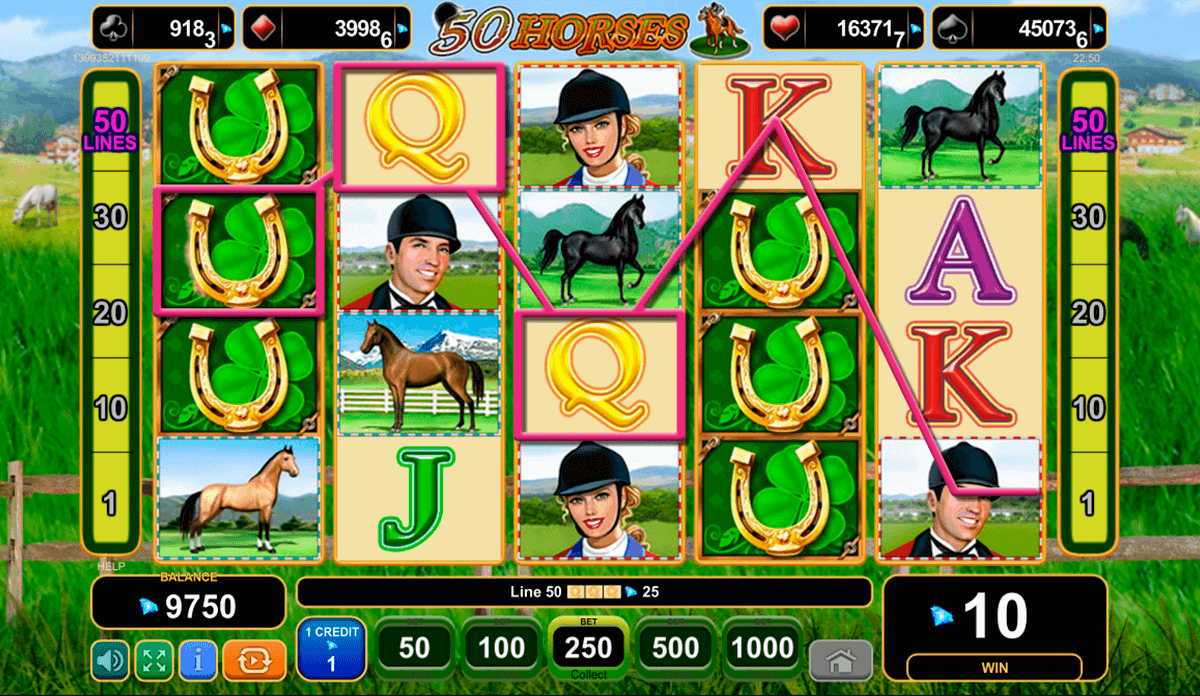 918 3
3998 6
50 HORSES
16371 7
45073 6
22:50
50
LINES
50
LINES
Q
K
30
30
A
20
20
Q
K
10
10
J
1
1
HELP
BALANCE
9750
Line 50 25
10
WIN
1 CREDIT
1
50
100
BET
250
Collect
500
1000
i